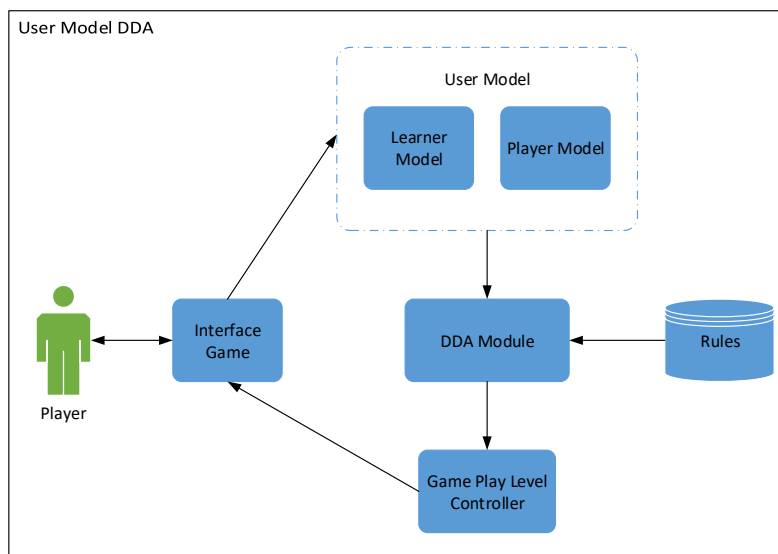 User Model DDA
User Model
Learner
Model
Player Model
Interface
Game
DDA Module
Rules
Player
Game Play Level
Controller